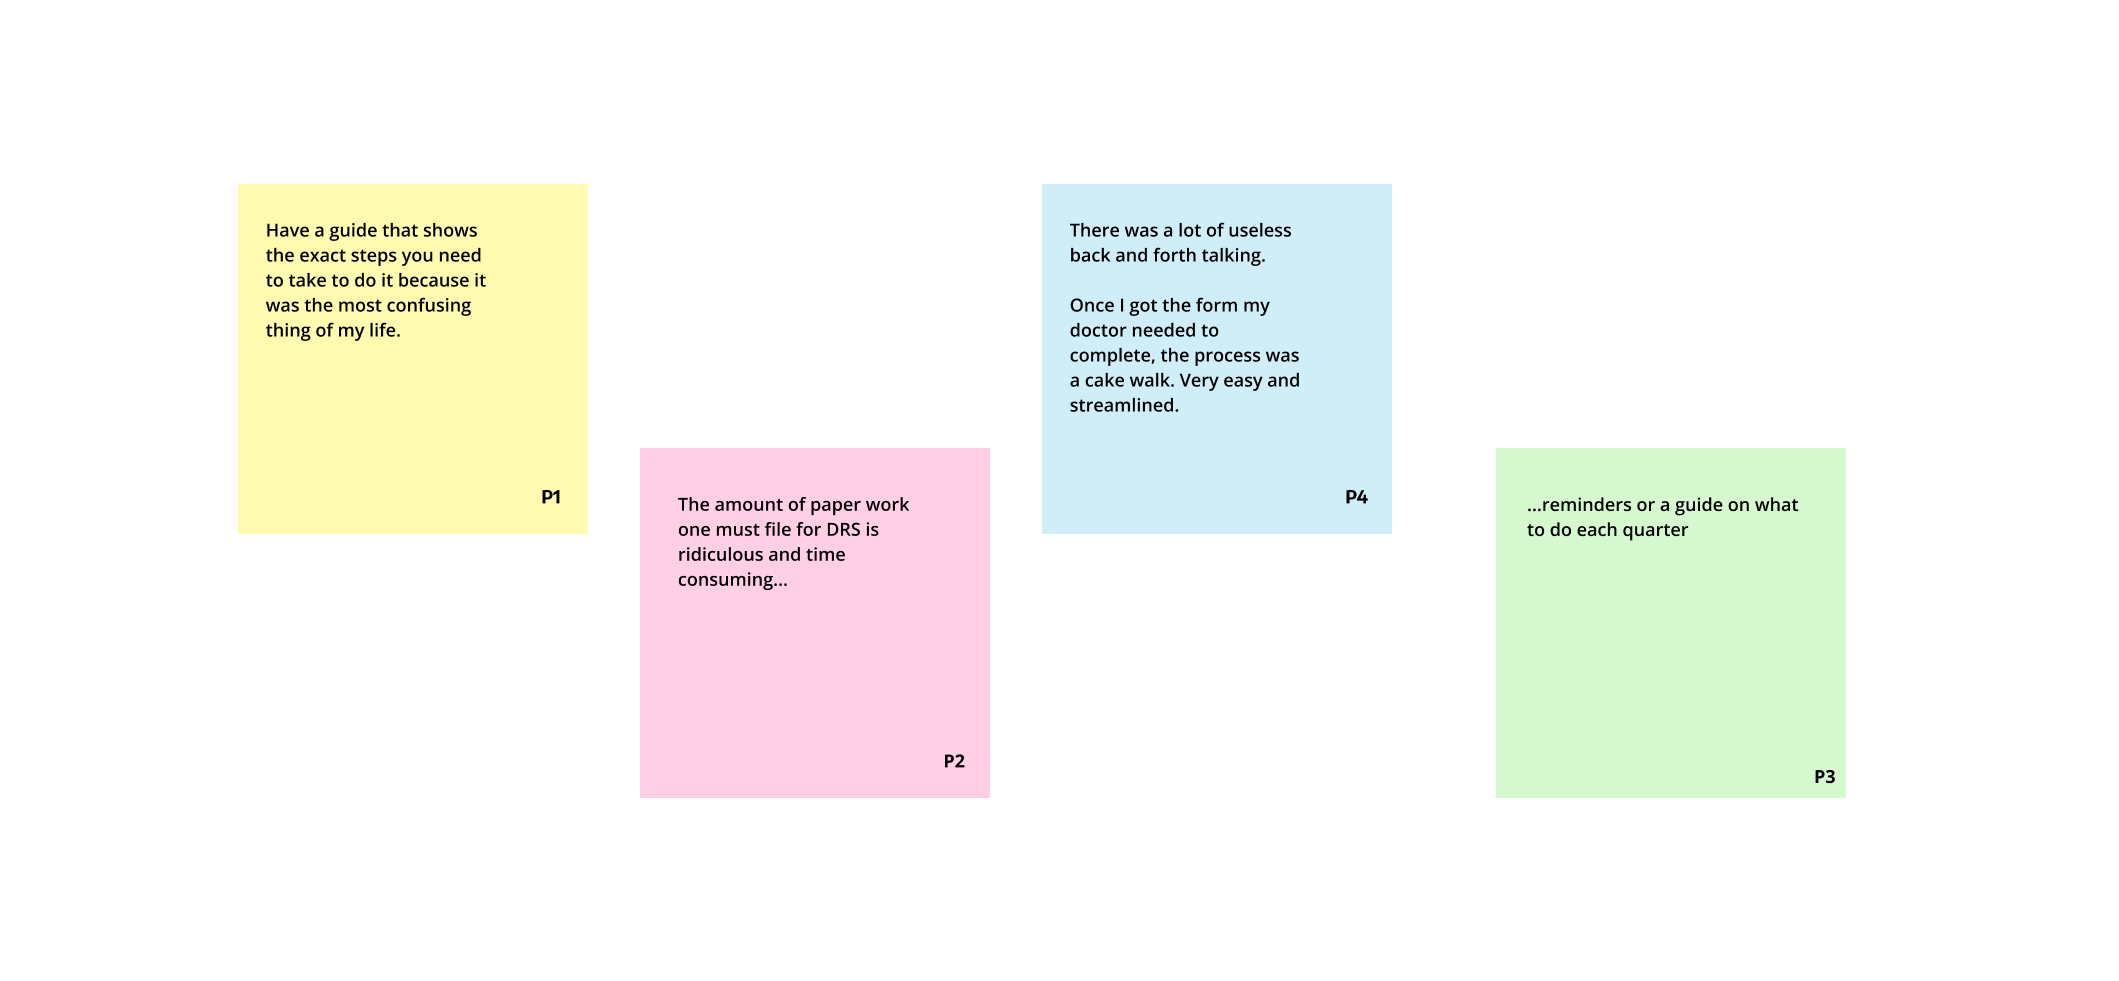 Have a guide that shows
the exact steps you need
to take to do it because it
was the most confusing
thing of my life.
P1
The amount of paper work
one must file for DRS is
ridiculous and time
consuming...
P2
There was a lot of useless
back and forth talking.
Once I got the form my
doctor needed to
complete, the process was
a cake walk. Very easy and
streamlined.
P4
...reminders or a guide on what
to do each quarter
P3